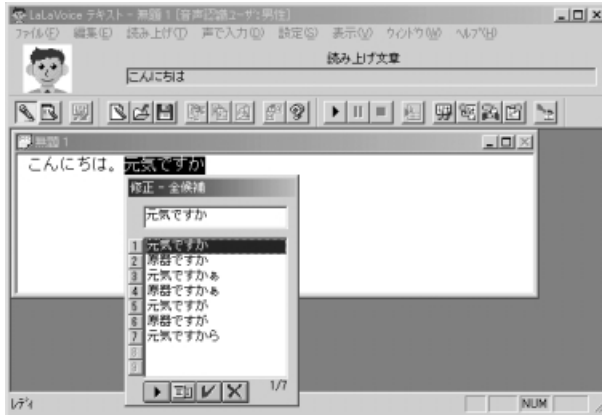 LaLaVoice テキスト - 無題 1 [音声認識ユーザ:男性]
ファイル(F) 編集(E) 読み上げ(T) 声で入力(D) 設定(S) 表示(V) ウィンドウ(W) ヘルプ(H)
読み上げ文章
こんにちは
無題 1
こんにちは。元気ですか
修正 - 全候補
元気ですか
1 元気ですか
2 原器ですか
3 元気ですかぁ
4 原器ですかぁ
5 元気ですが
6 原器ですが
7 元気ですから
8
9
1/7
レディ NUM